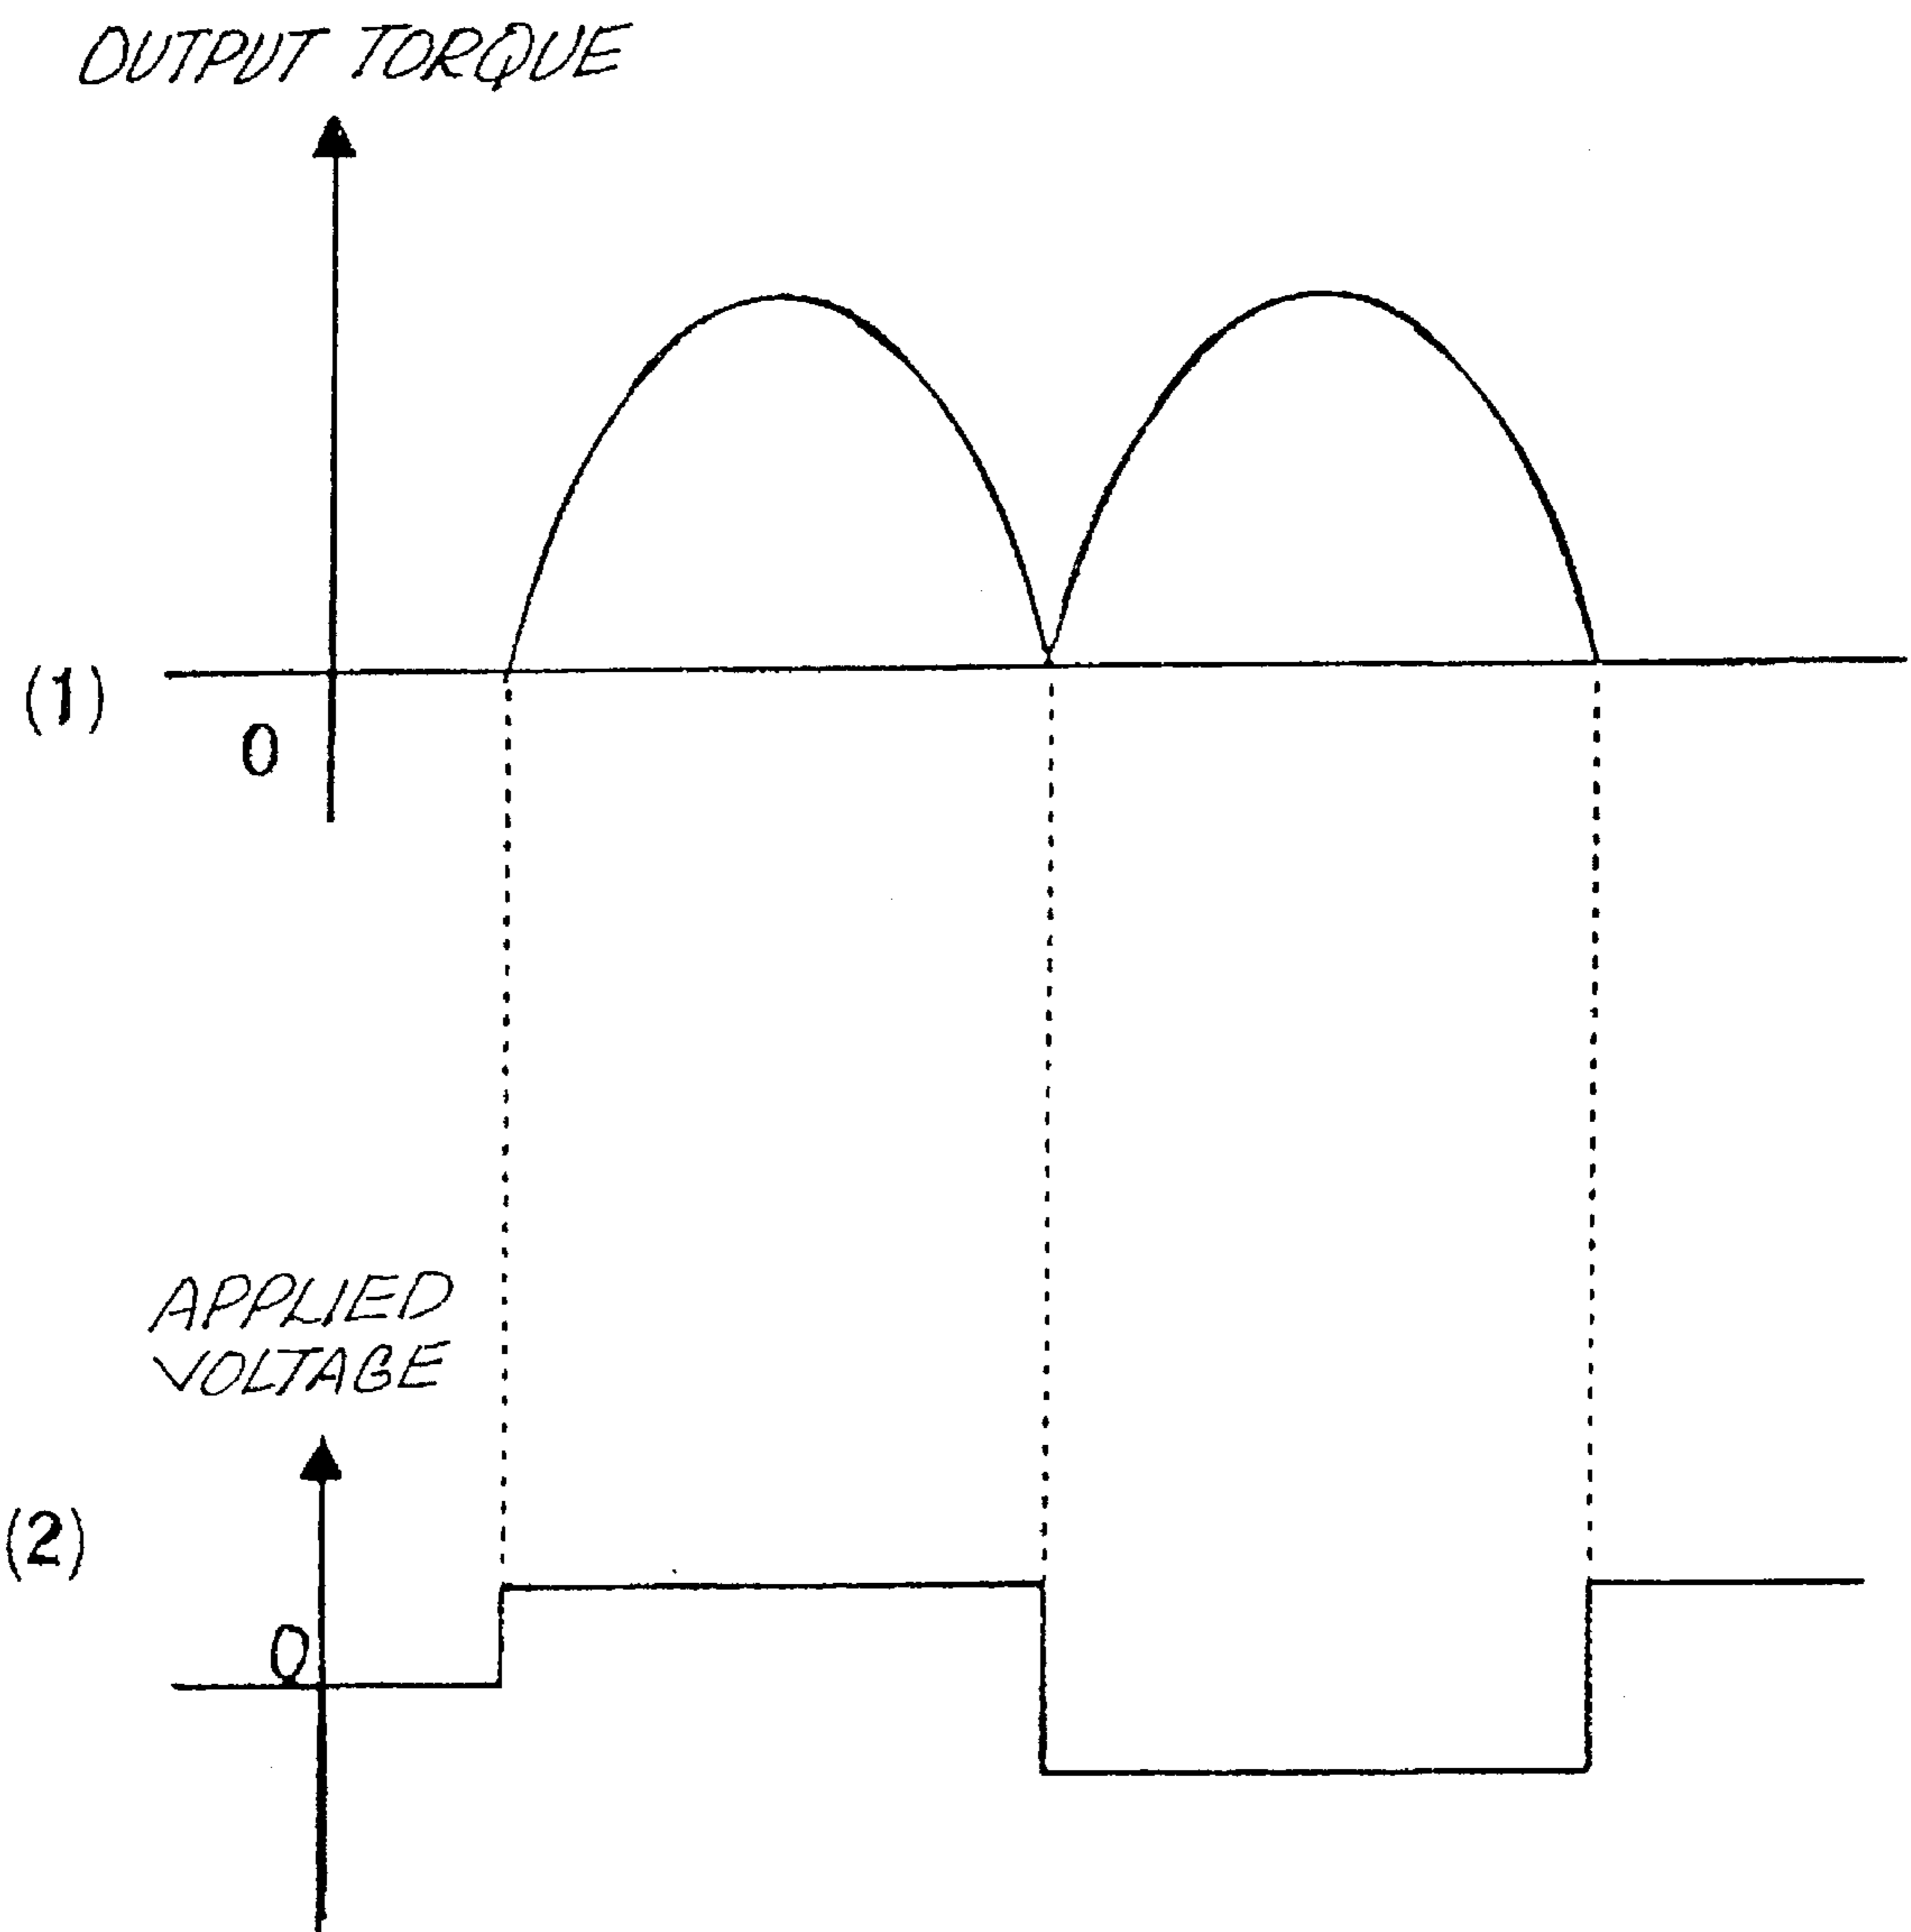 OUTPUT TORQUE
(1)
0
APPLIED
VOLTAGE
(2)
0